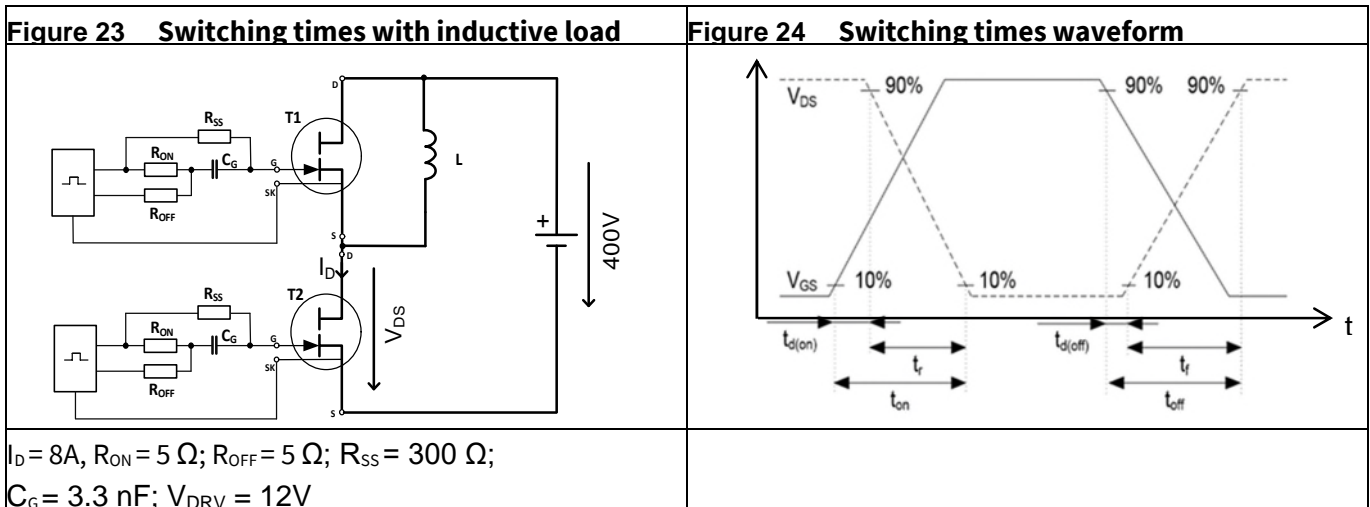 Figure 23 Switching times with inductive load
D
T1
RSS
RON
CG
G
SK
ROFF
L
S
D
ID
+
400V
T2
VDS
RSS
RON
CG
G
SK
ROFF
S
ID = 8A, RON = 5 Ω; ROFF = 5 Ω; RSS = 300 Ω;
CG = 3.3 nF; VDRV = 12V
Figure 24 Switching times waveform
VDS
90%
90%
90%
VGS
10%
10%
10%
t
td(on)
td(off)
tr
tf
ton
toff